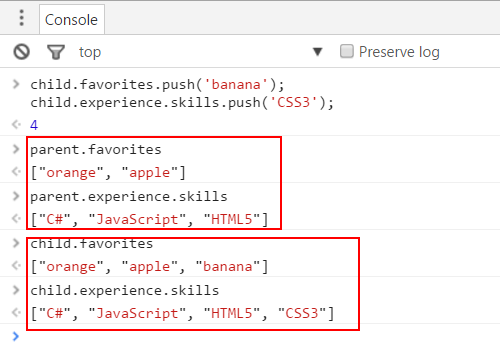 Console
top Preserve log
child.favorites.push('banana');
child.experience.skills.push('CSS3');
4
parent.favorites
["orange", "apple"]
parent.experience.skills
["C#", "JavaScript", "HTML5"]
child.favorites
["orange", "apple", "banana"]
child.experience.skills
["C#", "JavaScript", "HTML5", "CSS3"]